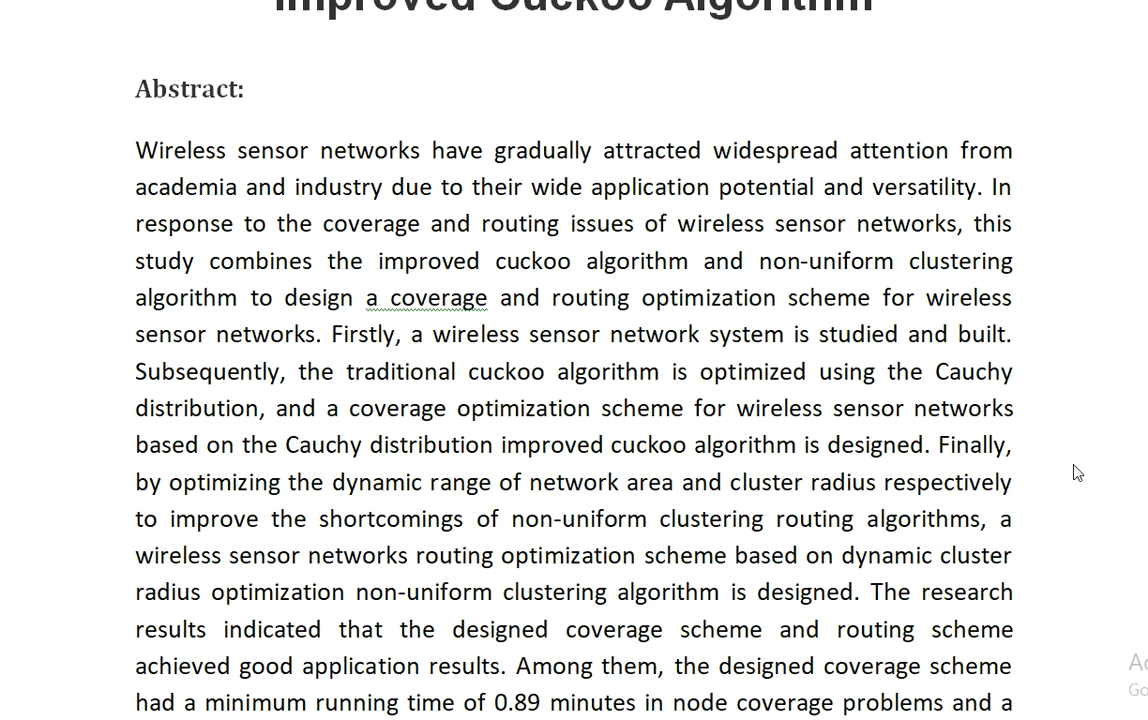 Improved Cuckoo Algorithm
Abstract:
Wireless sensor networks have gradually attracted widespread attention from
academia and industry due to their wide application potential and versatility. In
response to the coverage and routing issues of wireless sensor networks, this
study combines the improved cuckoo algorithm and non-uniform clustering
algorithm to design a coverage and routing optimization scheme for wireless
sensor networks. Firstly, a wireless sensor network system is studied and built.
Subsequently, the traditional cuckoo algorithm is optimized using the Cauchy
distribution, and a coverage optimization scheme for wireless sensor networks
based on the Cauchy distribution improved cuckoo algorithm is designed. Finally,
by optimizing the dynamic range of network area and cluster radius respectively
to improve the shortcomings of non-uniform clustering routing algorithms, a
wireless sensor networks routing optimization scheme based on dynamic cluster
radius optimization non-uniform clustering algorithm is designed. The research
results indicated that the designed coverage scheme and routing scheme
achieved good application results. Among them, the designed coverage scheme
had a minimum running time of 0.89 minutes in node coverage problems and a